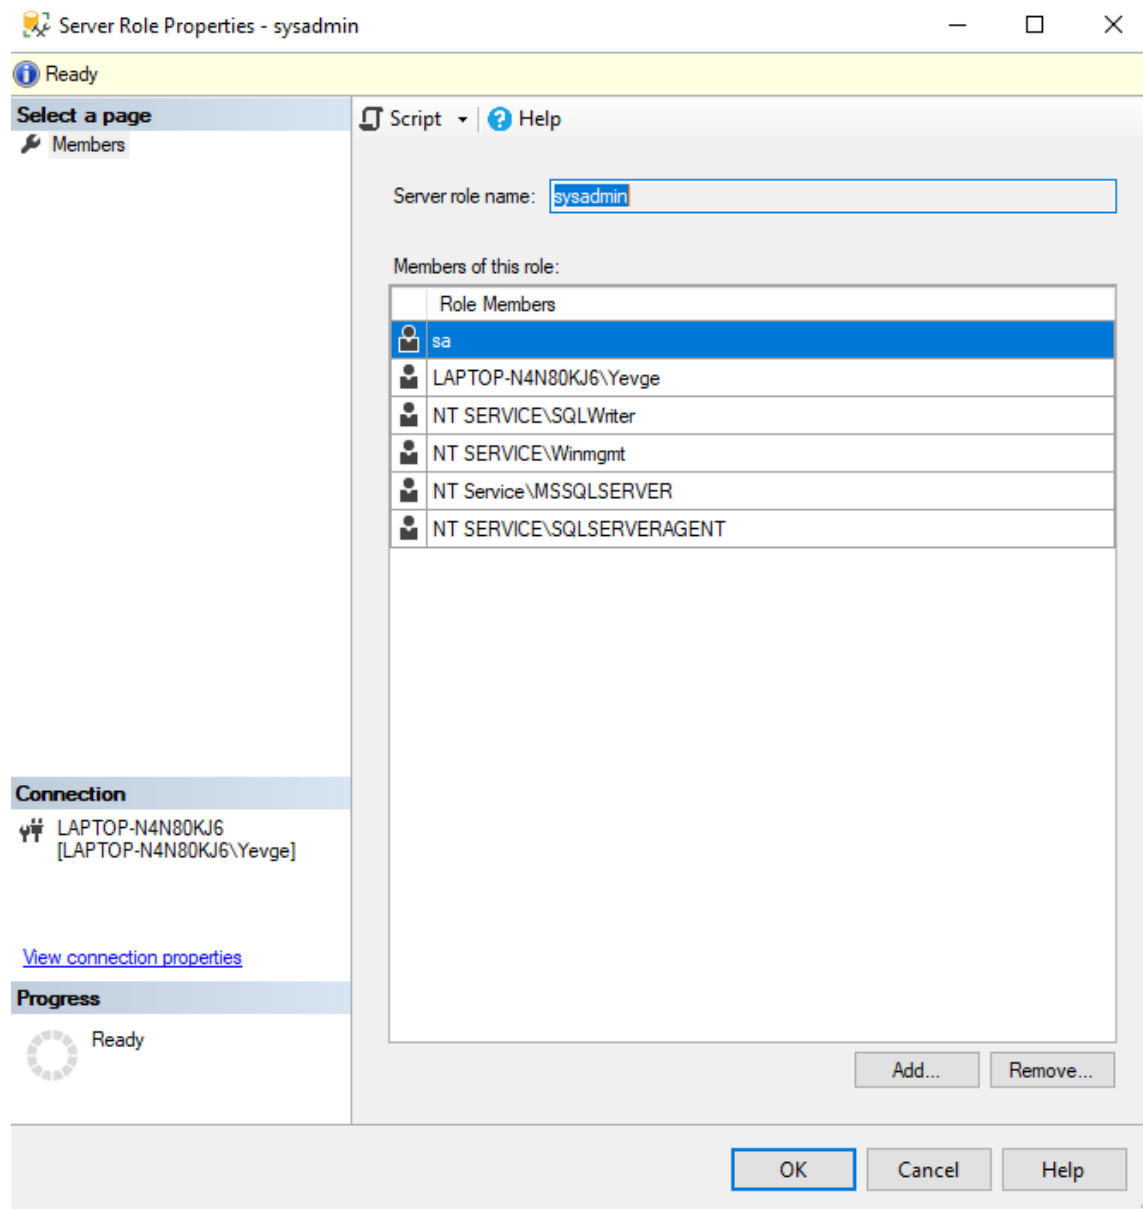 Server Role Properties - sysadmin
Ready
Select a page
Members
Script
Help
Server role name: sysadmin
Members of this role:
Role Members
sa
LAPTOP-N4N80KJ6\Yevge
NT SERVICE\SQLWriter
NT SERVICE\Winmgmt
NT Service\MSSQLSERVER
NT SERVICE\SQLSERVERAGENT
Connection
LAPTOP-N4N80KJ6
[LAPTOP-N4N80KJ6\Yevge]
View connection properties
Progress
Ready
Add...
Remove...
OK
Cancel
Help